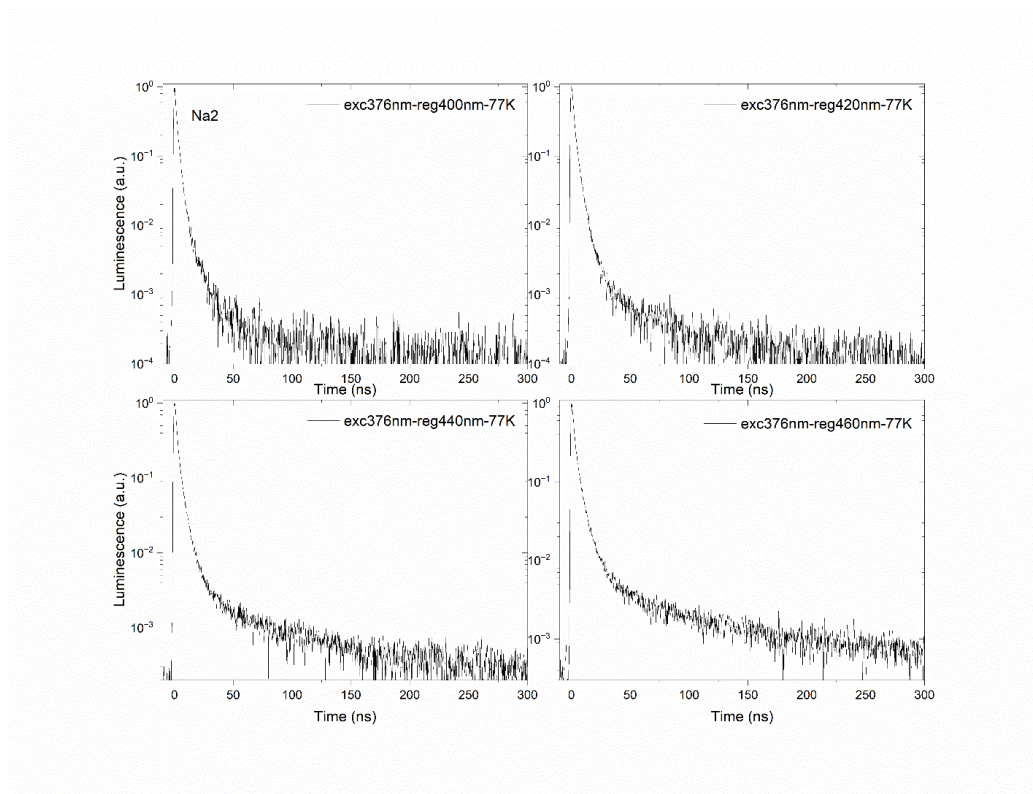 exc376nm-reg400nm-77K
Na2
Luminescence (a.u.)
10⁰
10⁻¹
10⁻²
10⁻³
10⁻⁴
0 50 100 150 200 250 300
Time (ns)
exc376nm-reg420nm-77K
10⁰
10⁻¹
10⁻²
10⁻³
10⁻⁴
0 50 100 150 200 250 300
Time (ns)
exc376nm-reg440nm-77K
Luminescence (a.u.)
10⁰
10⁻¹
10⁻²
10⁻³
0 50 100 150 200 250 300
Time (ns)
exc376nm-reg460nm-77K
10⁰
10⁻¹
10⁻²
10⁻³
0 50 100 150 200 250 300
Time (ns)